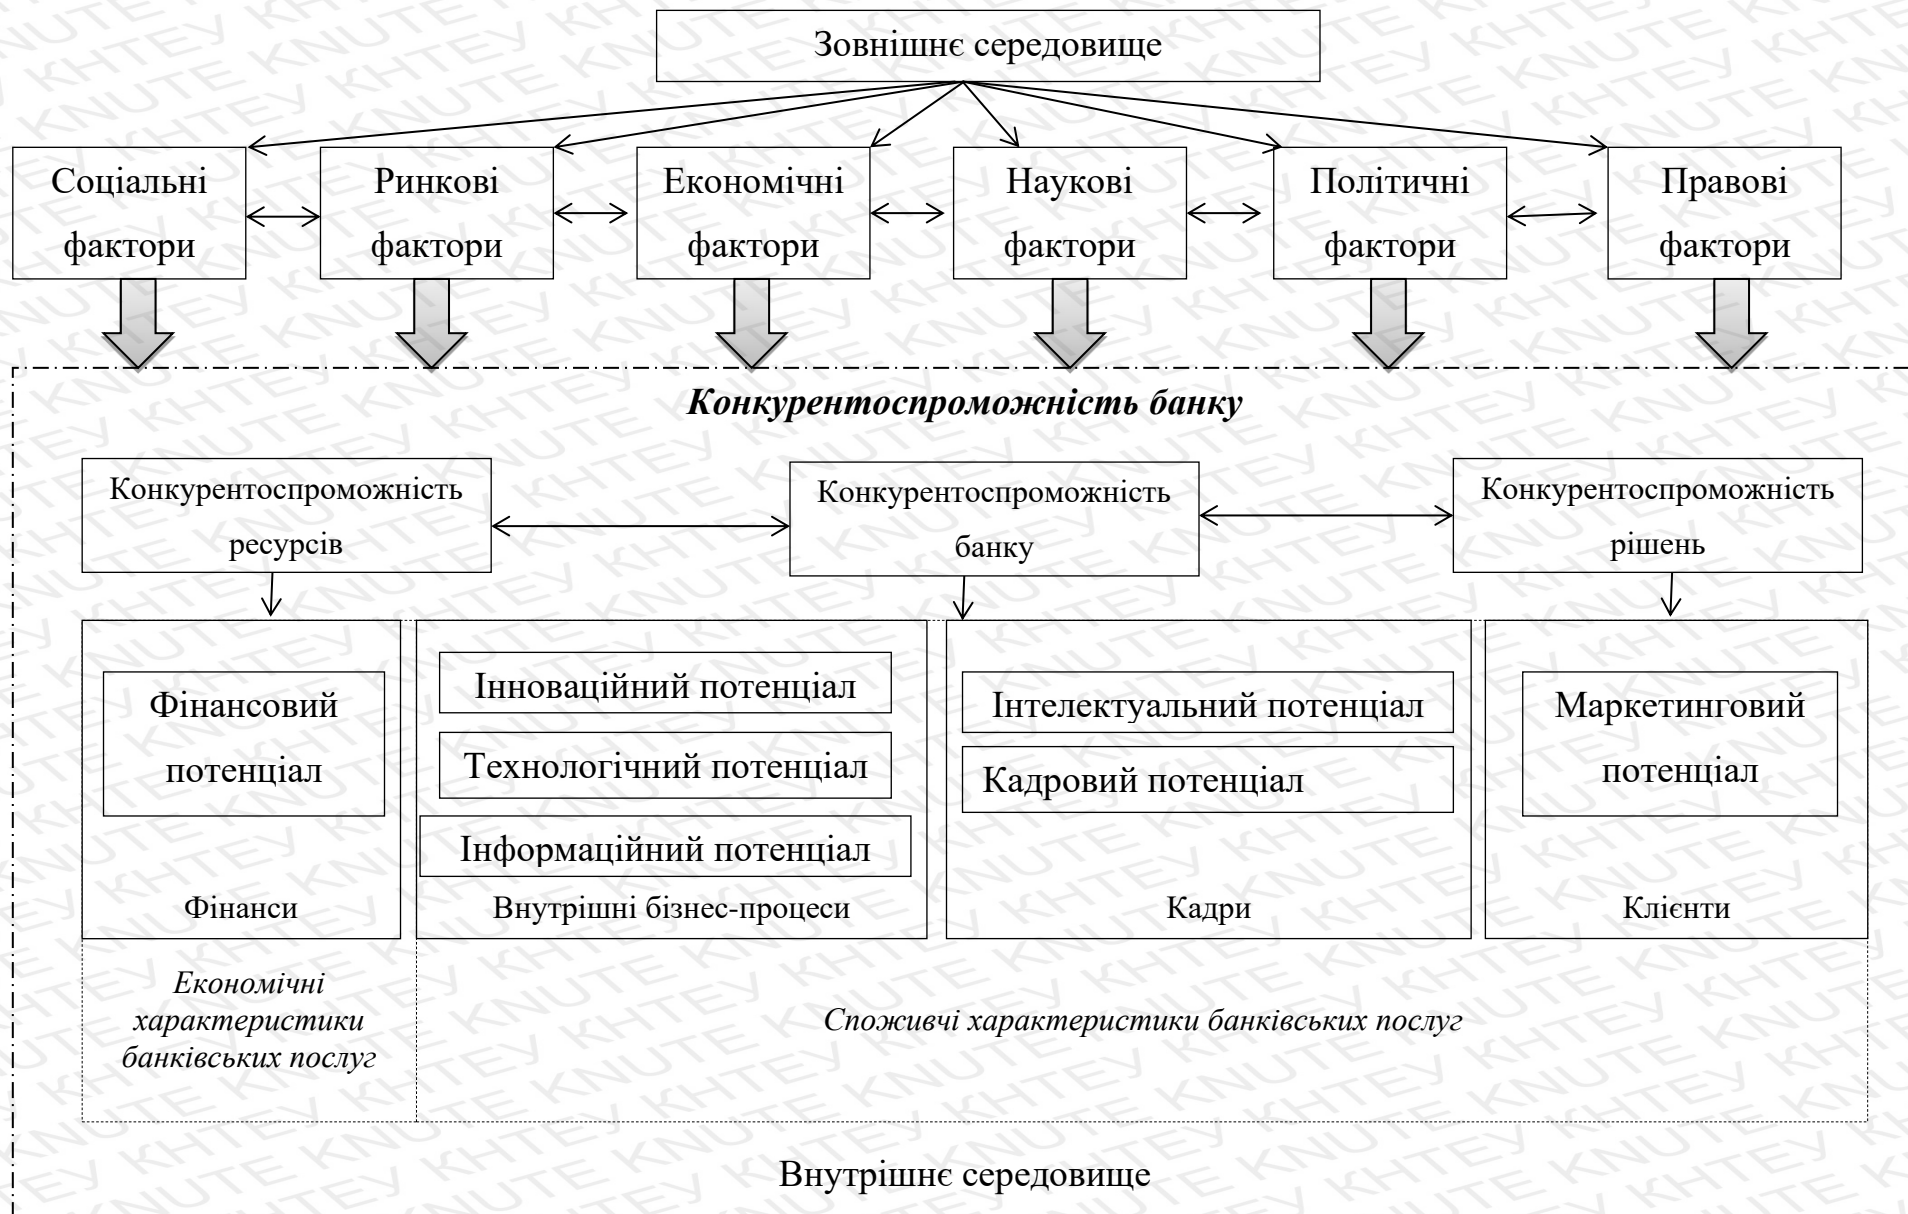 Зовнішнє середовище
Соціальні
фактори
Ринкові
фактори
Економічні
фактори
Наукові
фактори
Політичні
фактори
Правові
фактори
Конкурентоспроможність банку
Конкурентоспроможність
ресурсів
Конкурентоспроможність
банку
Конкурентоспроможність
рішень
Фінансовий
потенціал
Фінанси
Інноваційний потенціал
Технологічний потенціал
Інформаційний потенціал
Внутрішні бізнес-процеси
Інтелектуальний потенціал
Кадровий потенціал
Кадри
Маркетинговий
потенціал
Клієнти
Економічні
характеристики
банківських послуг
Споживчі характеристики банківських послуг
Внутрішнє середовище